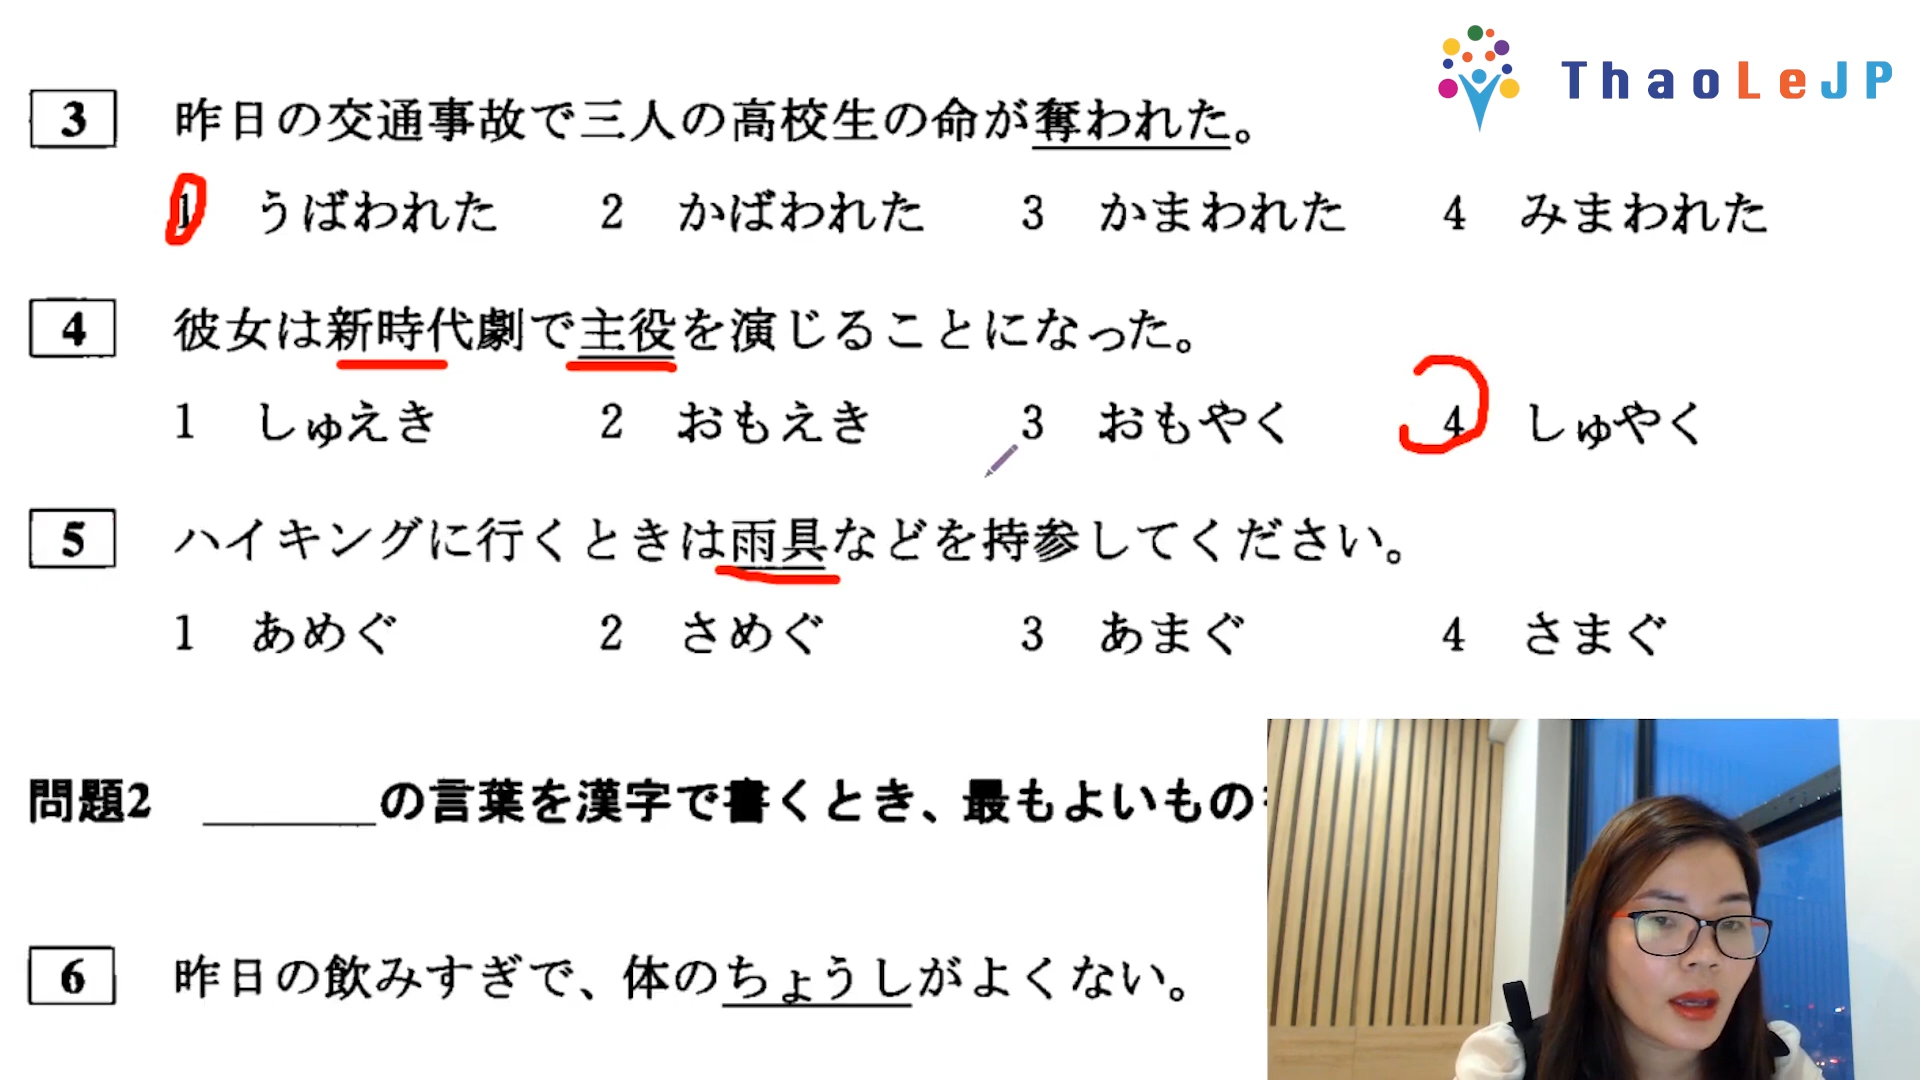 ThaoLeJP
3 昨日の交通事故で三人の高校生の命が奪われた。
1 うばわれた 2 かばわれた 3 かまわれた 4 みまわれた
4 彼女は新時代劇で主役を演じることになった。
1 しゅえき 2 おもえき 3 おもやく 4 しゅやく
5 ハイキングに行くときは雨具などを持参してください。
1 あめぐ 2 さめぐ 3 あまぐ 4 さまぐ
問題2 ______の言葉を漢字で書くとき、最もよいもの
6 昨日の飲みすぎで、体のちょうしがよくない。